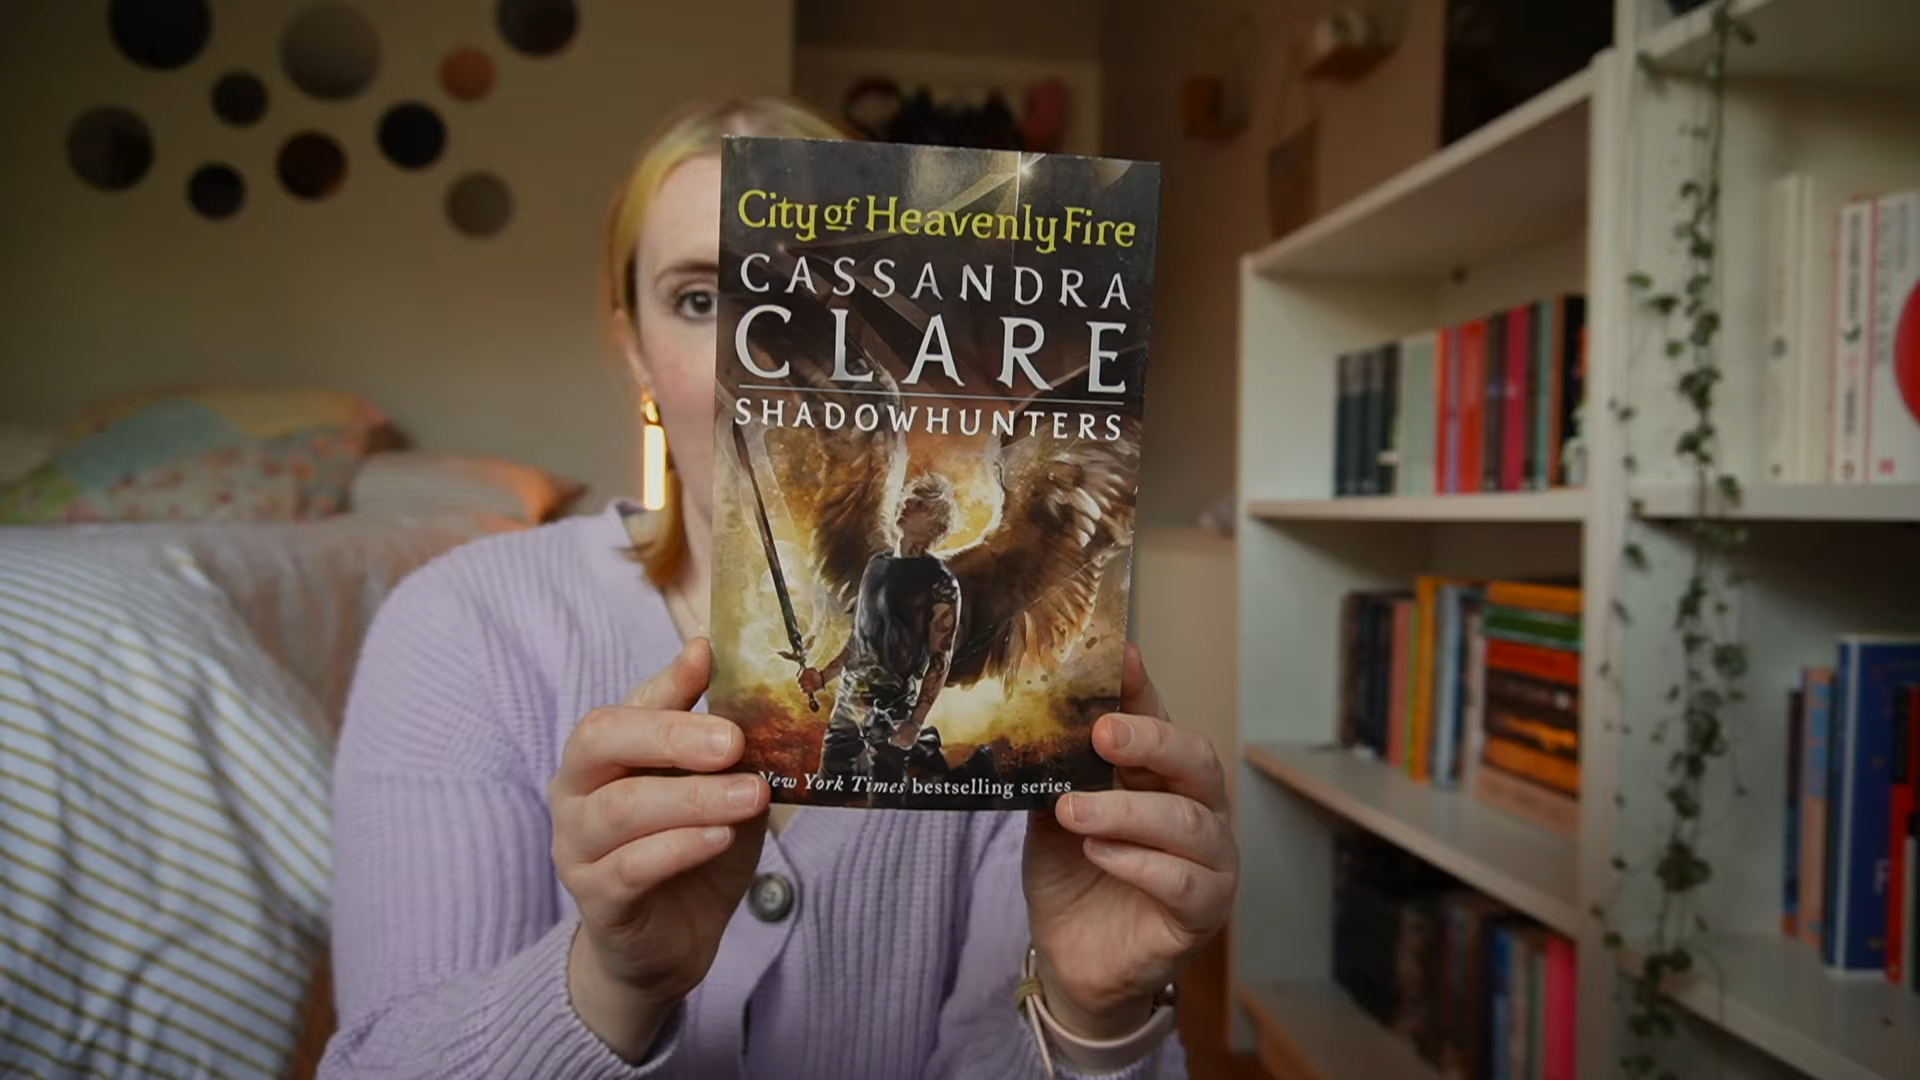 City of Heavenly Fire
CASSANDRA
CLARE
SHADOWHUNTERS
New York Times bestselling series